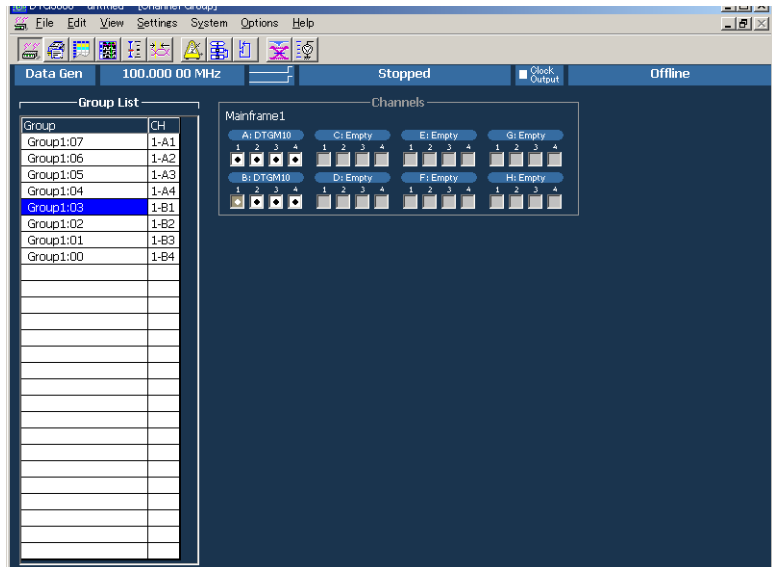 File Edit View Settings System Options Help
Data Gen 100.000 00 MHz Stopped Clock Output Offline
Group List
Group CH
Group1:07 1-A1
Group1:06 1-A2
Group1:05 1-A3
Group1:04 1-A4
Group1:03 1-B1
Group1:02 1-B2
Group1:01 1-B3
Group1:00 1-B4
Channels
Mainframe1
A: DTGM10 C: Empty E: Empty G: Empty
1 2 3 4 1 2 3 4 1 2 3 4 1 2 3 4
B: DTGM10 D: Empty F: Empty H: Empty
1 2 3 4 1 2 3 4 1 2 3 4 1 2 3 4